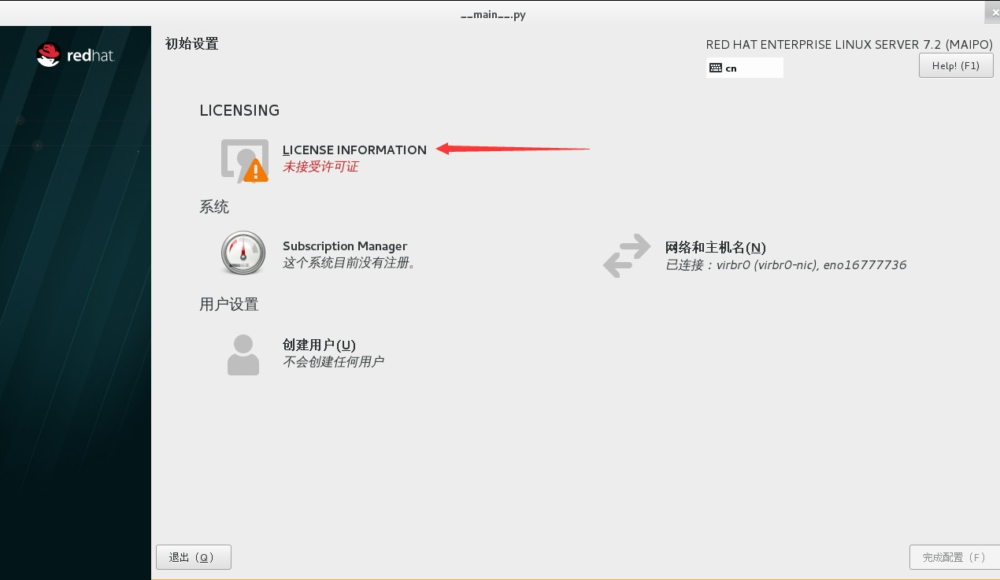 __main__.py
redhat
初始设置
RED HAT ENTERPRISE LINUX SERVER 7.2 (MAIPO)
cn
Help! (F1)
LICENSING
LICENSE INFORMATION
未接受许可证
系统
Subscription Manager
这个系统目前没有注册。
网络和主机名(N)
已连接：virbr0 (virbr0-nic), eno16777736
用户设置
创建用户(U)
不会创建任何用户
退出（Q）
完成配置（F）